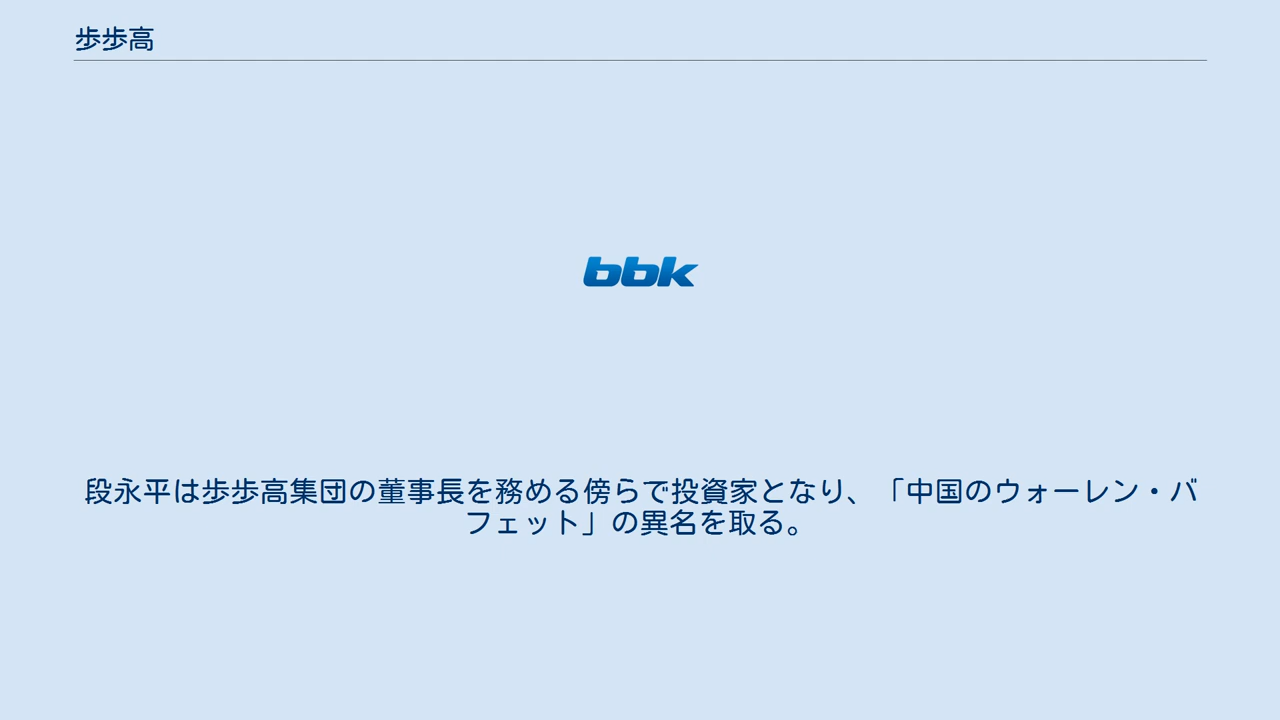 歩歩高
bbk
段永平は歩歩高集団の董事長を務める傍らで投資家となり、「中国のウォーレン・バ
フェット」の異名を取る。